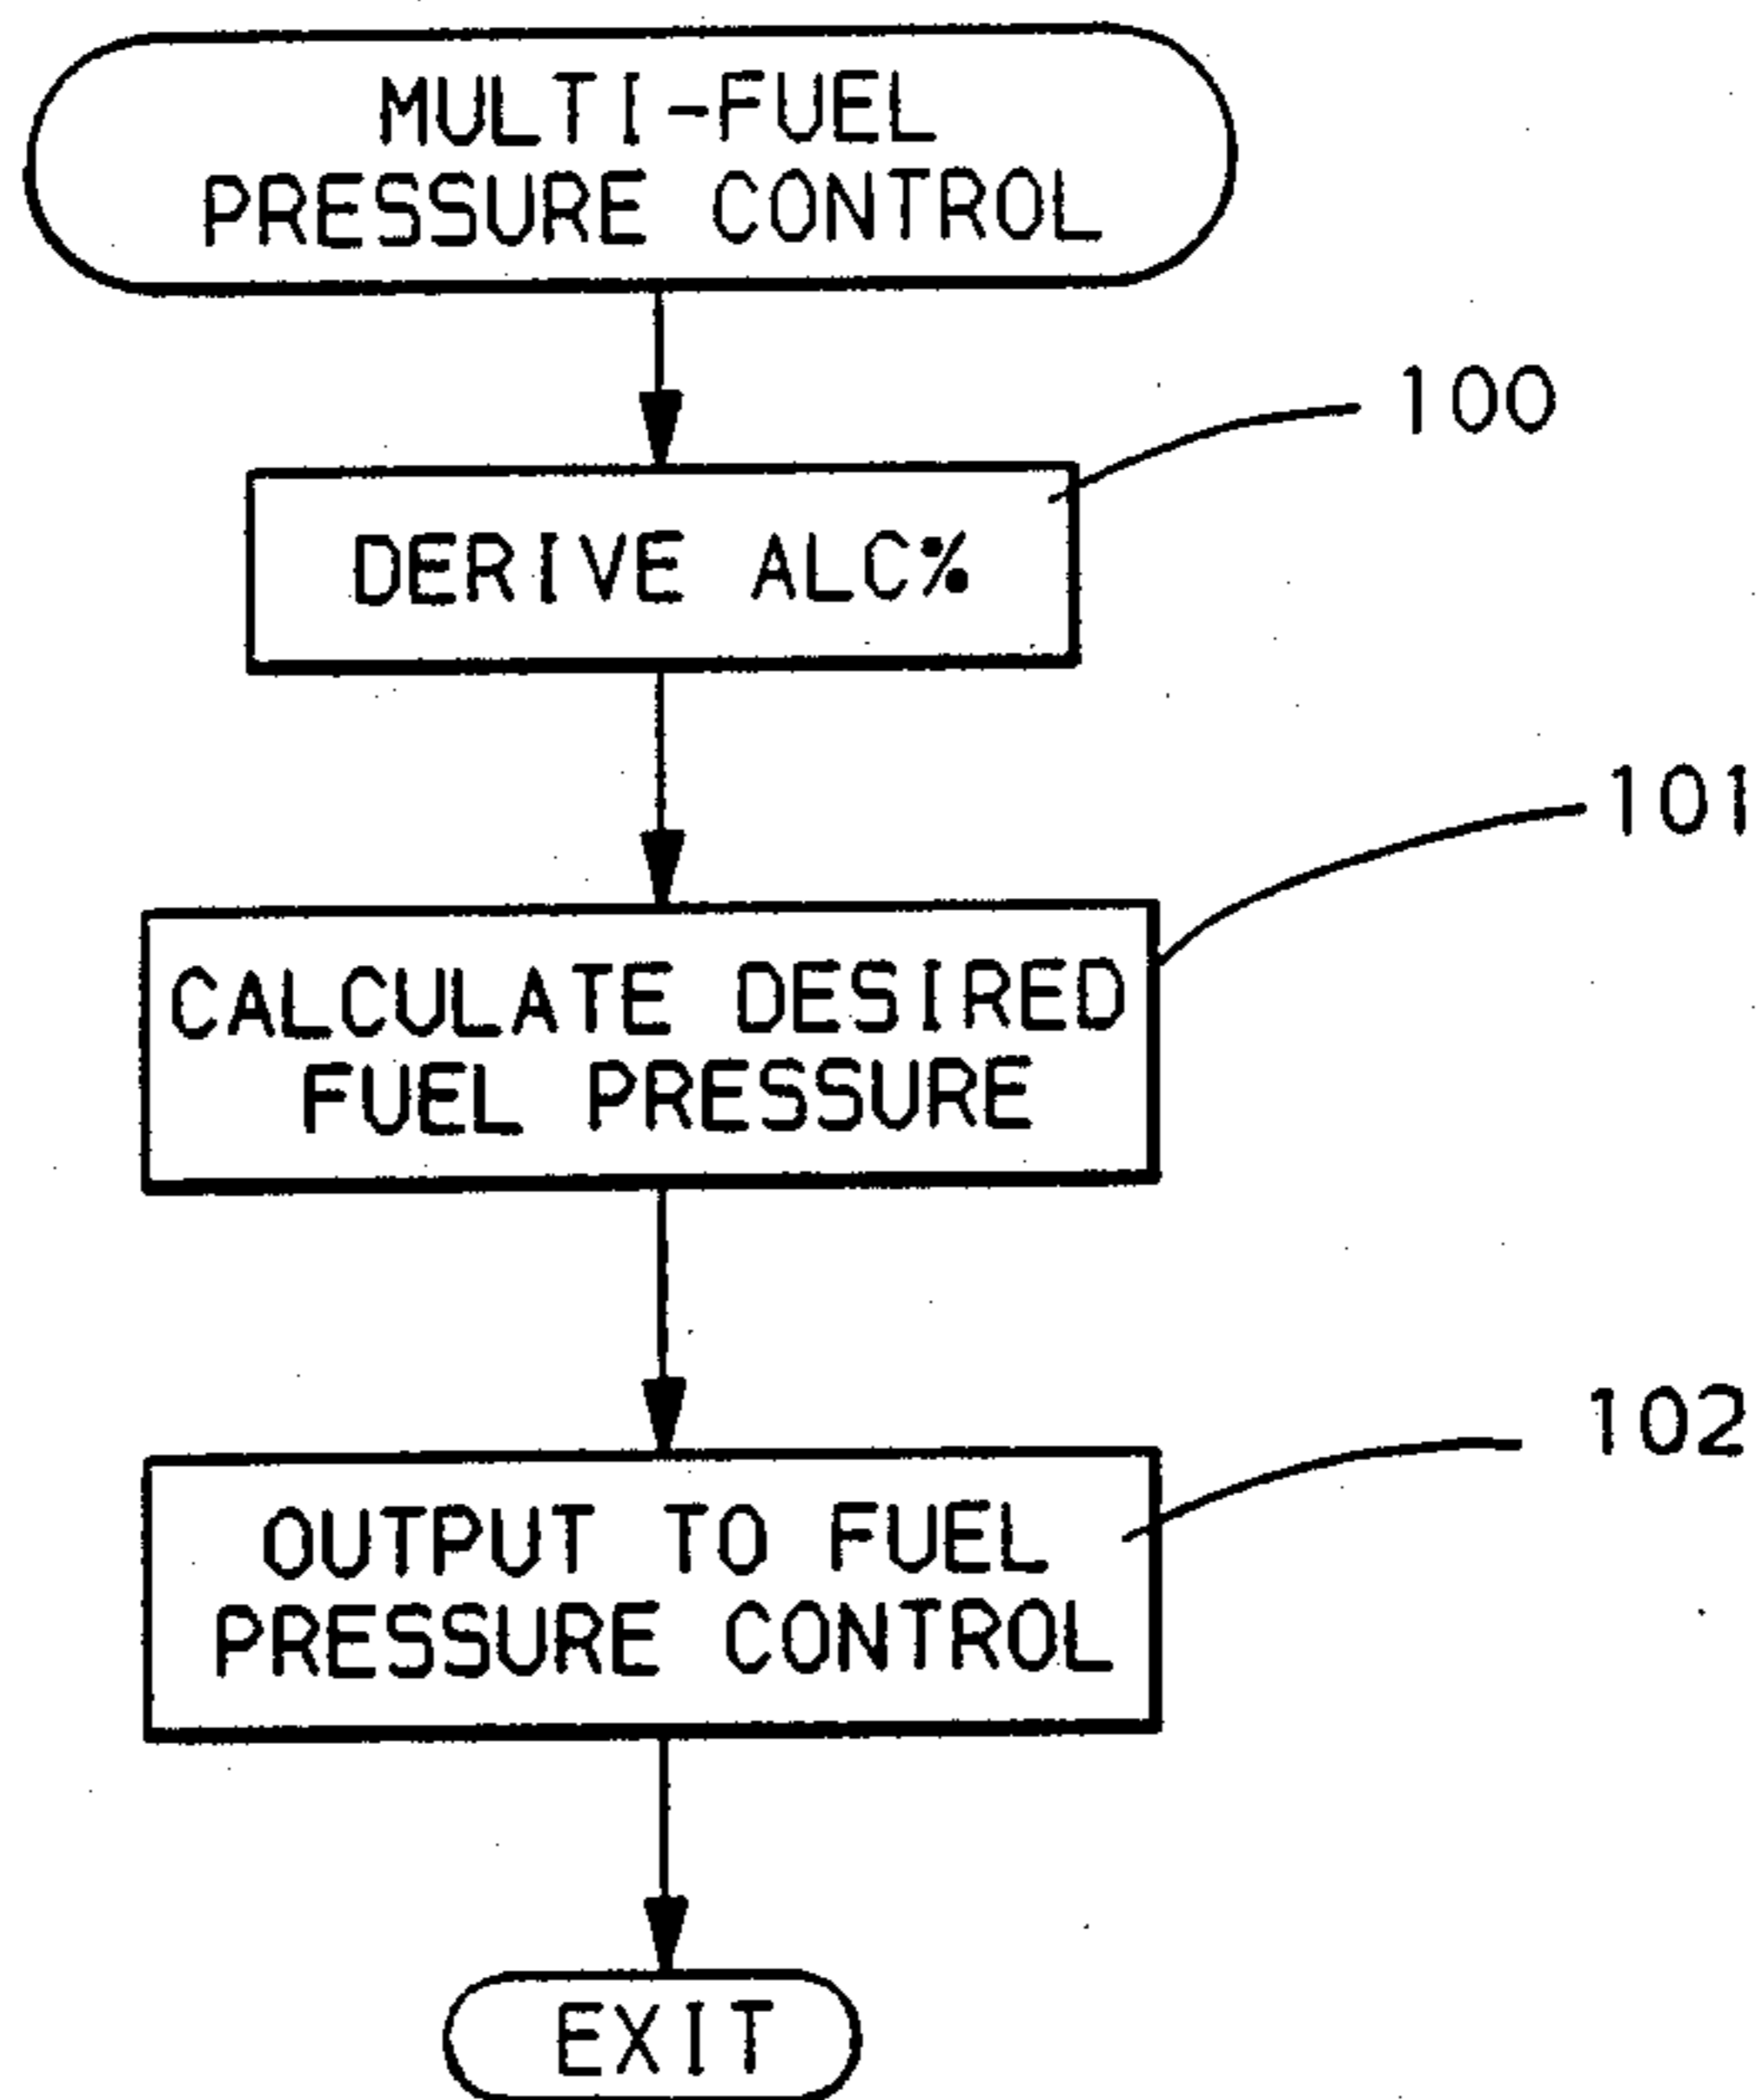 MULTI-FUEL
PRESSURE CONTROL
100
DERIVE ALC%
101
CALCULATE DESIRED
FUEL PRESSURE
102
OUTPUT TO FUEL
PRESSURE CONTROL
EXIT